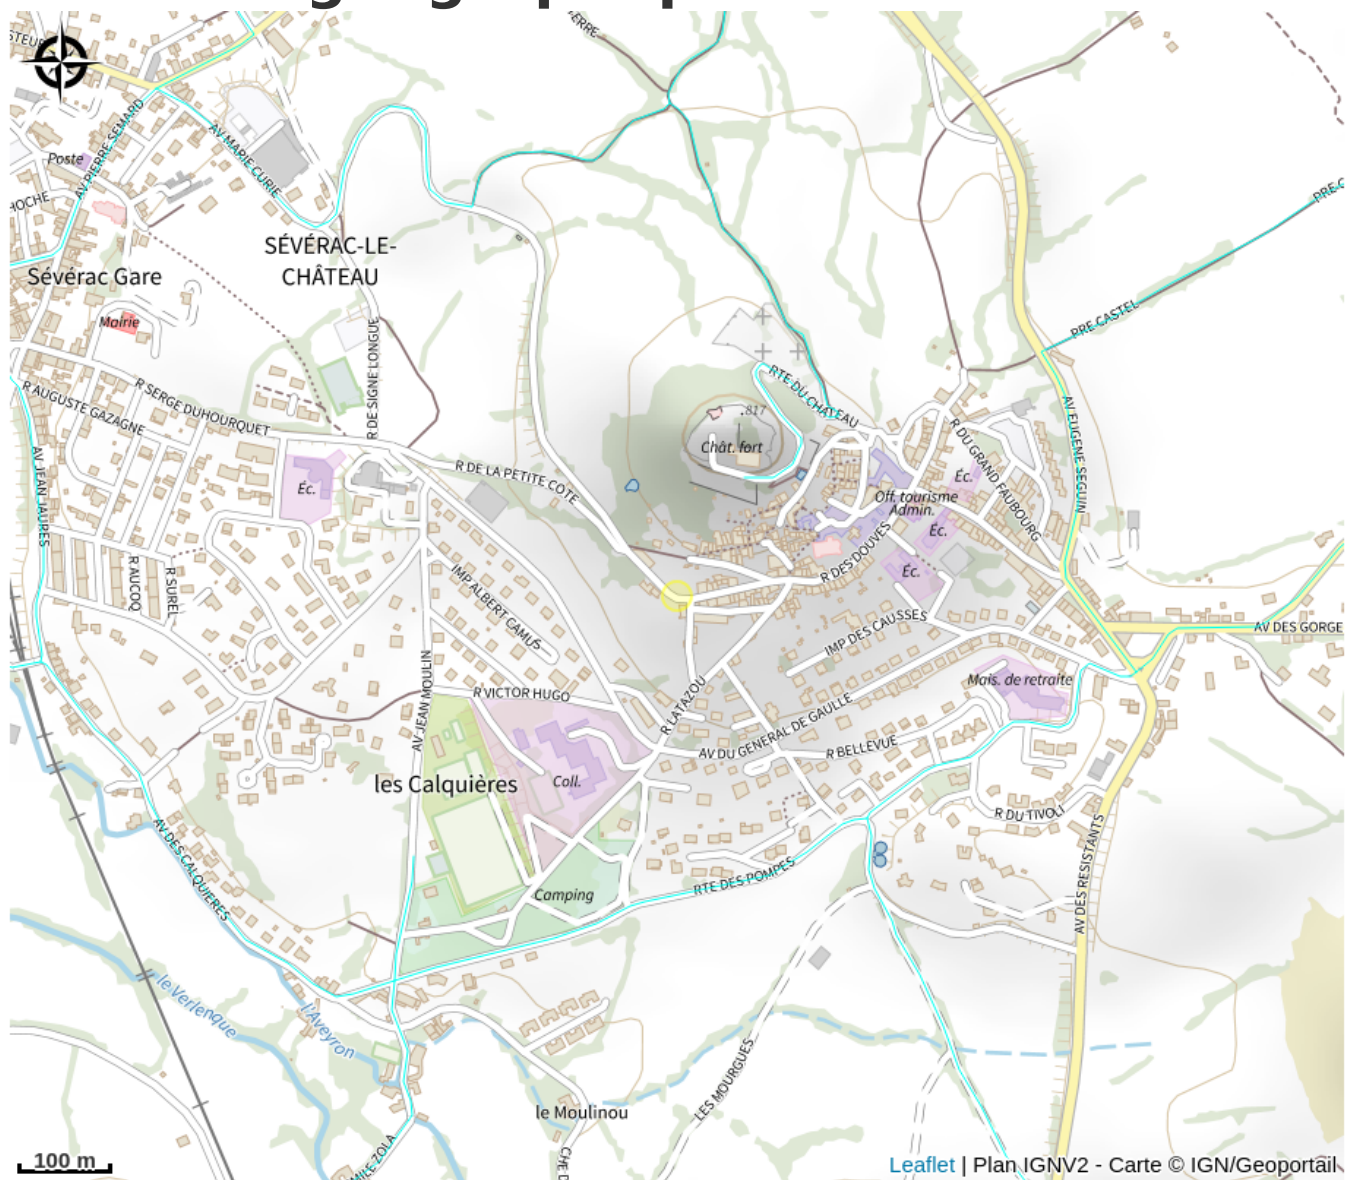 AV PIERRE SEMARD
Poste
AV MARIE CURIE
SÉVÉRAC-LE-
CHÂTEAU
Sévérac Gare
Mairie
R DE SIGNE LONGUE
R SERGE DUHOURQUET
R AUGUSTE GAZAGNE
AV JEAN JAURES
R DE LA PETITE COTE
Éc.
R AUCOQ
R SUREL
IMP ALBERT CAMUS
AV JEAN MOULIN
R VICTOR HUGO
PRE CASTEL
PRE C
RTE DU CHATEAU
.817
Chât. fort
AV EUGENE SEGUIN
R DU GRAND FAUBOURG
Éc.
Off. tourisme
Admin.
Éc.
R DES DOUVES
Éc.
IMP DES CAUSSES
AV DES GORGE
Mais. de retraite
R LATAZOU
AV DU GENERAL DE GAULLE
R BELLEVUE
les Calquières
Coll.
R DU TIVOLI
AV DES CALQUIERES
RTE DES POMPES
Camping
AV DES RESISTANTS
le Verlenque
l'Aveyron
LES MOURGUES
le Moulinou
MILE ZOLA
CHE D
100 m
Leaflet | Plan IGNV2 - Carte © IGN/Geoportail